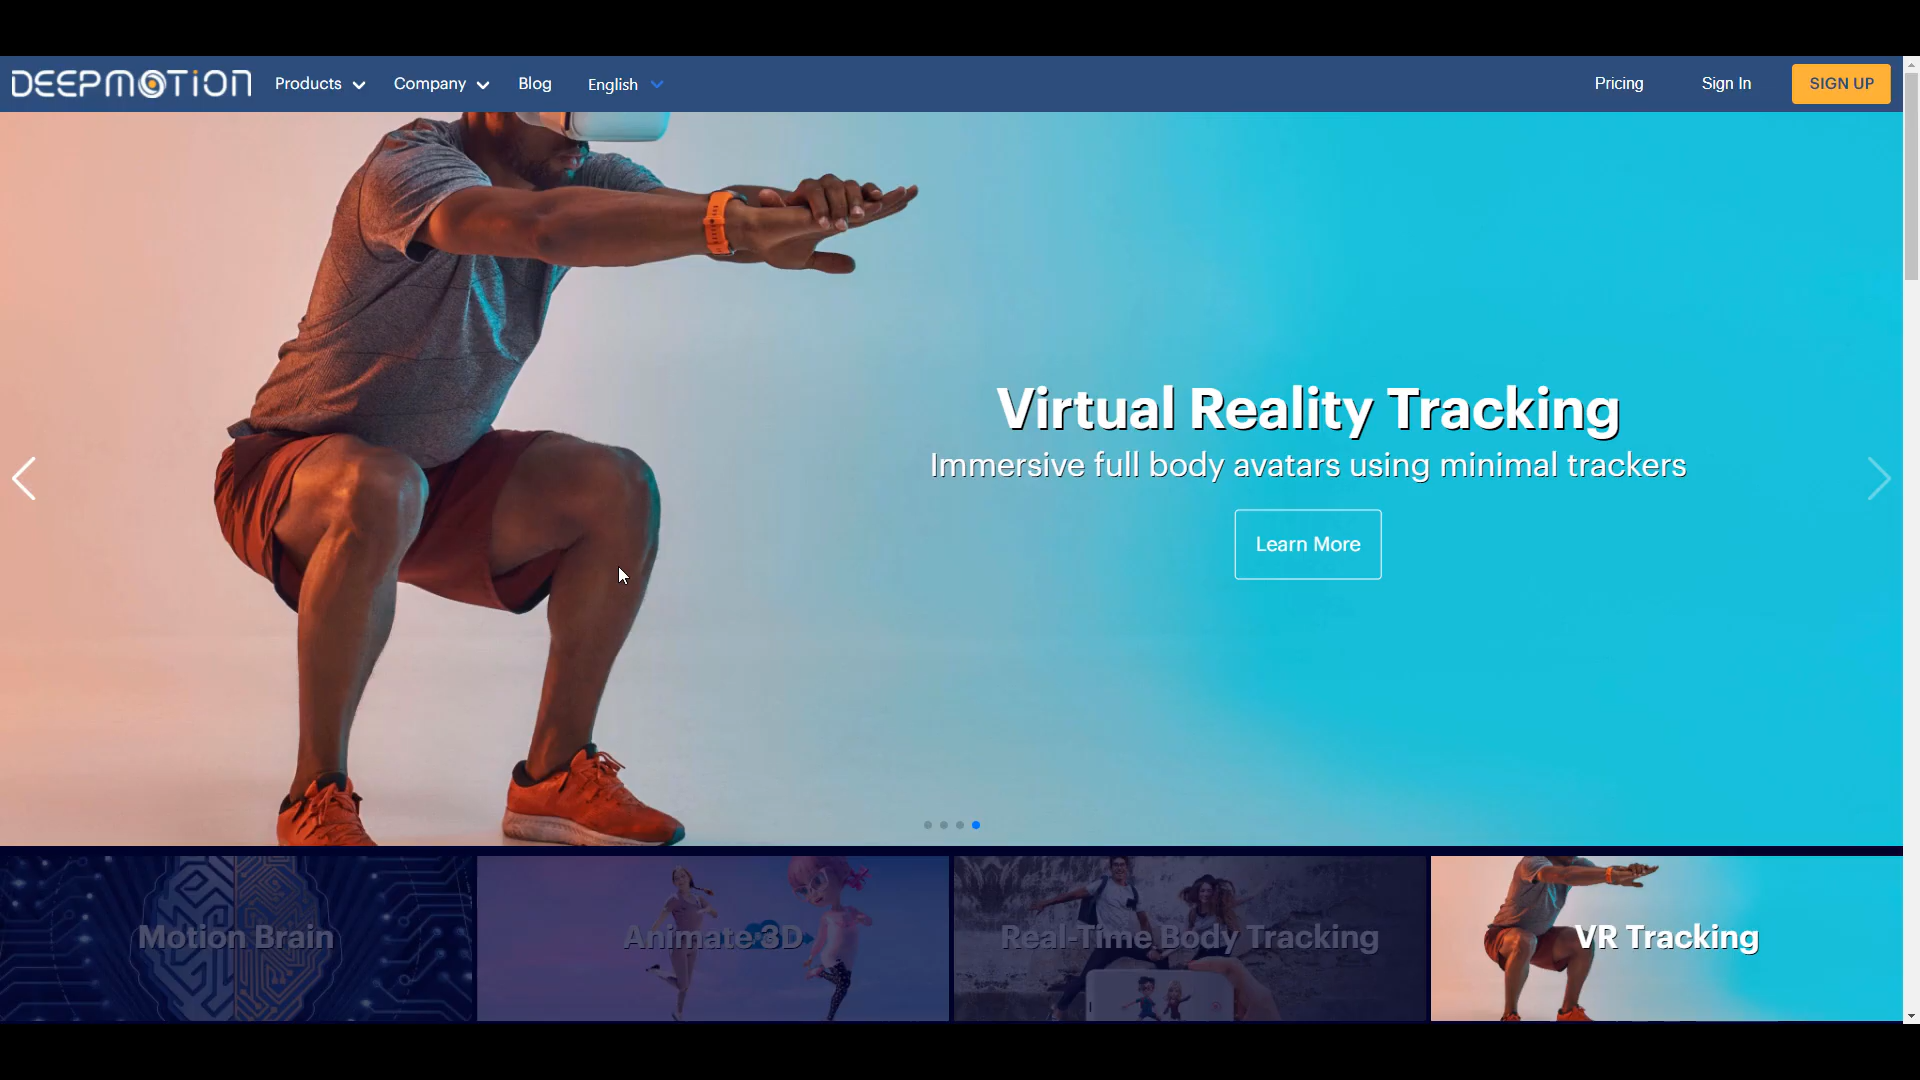 DEEPMOTION
Products
Company
Blog
English
Pricing
Sign In
SIGN UP
Virtual Reality Tracking
Immersive full body avatars using minimal trackers
Learn More
Motion Brain
Animate 3D
Real-Time Body Tracking
VR Tracking